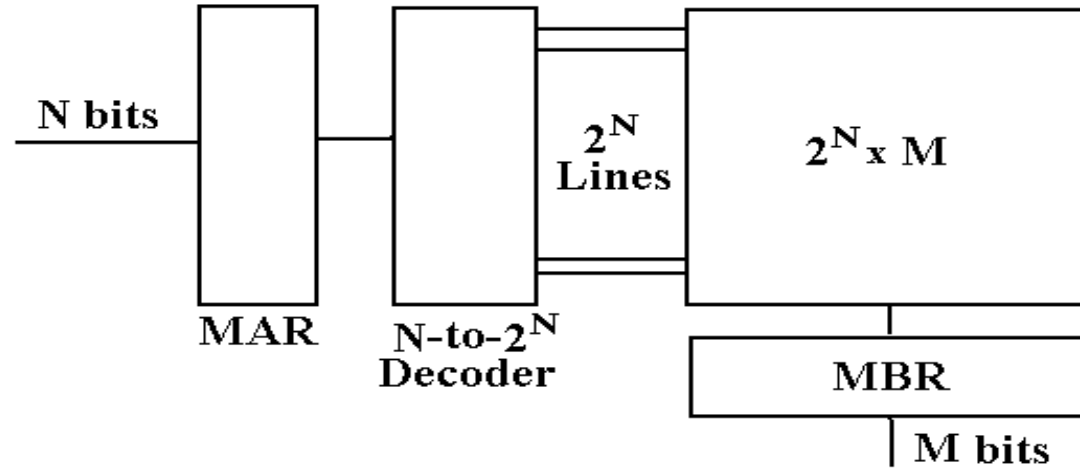 N bits
2^N
Lines
2^N x M
MAR
N-to-2^N
Decoder
MBR
M bits